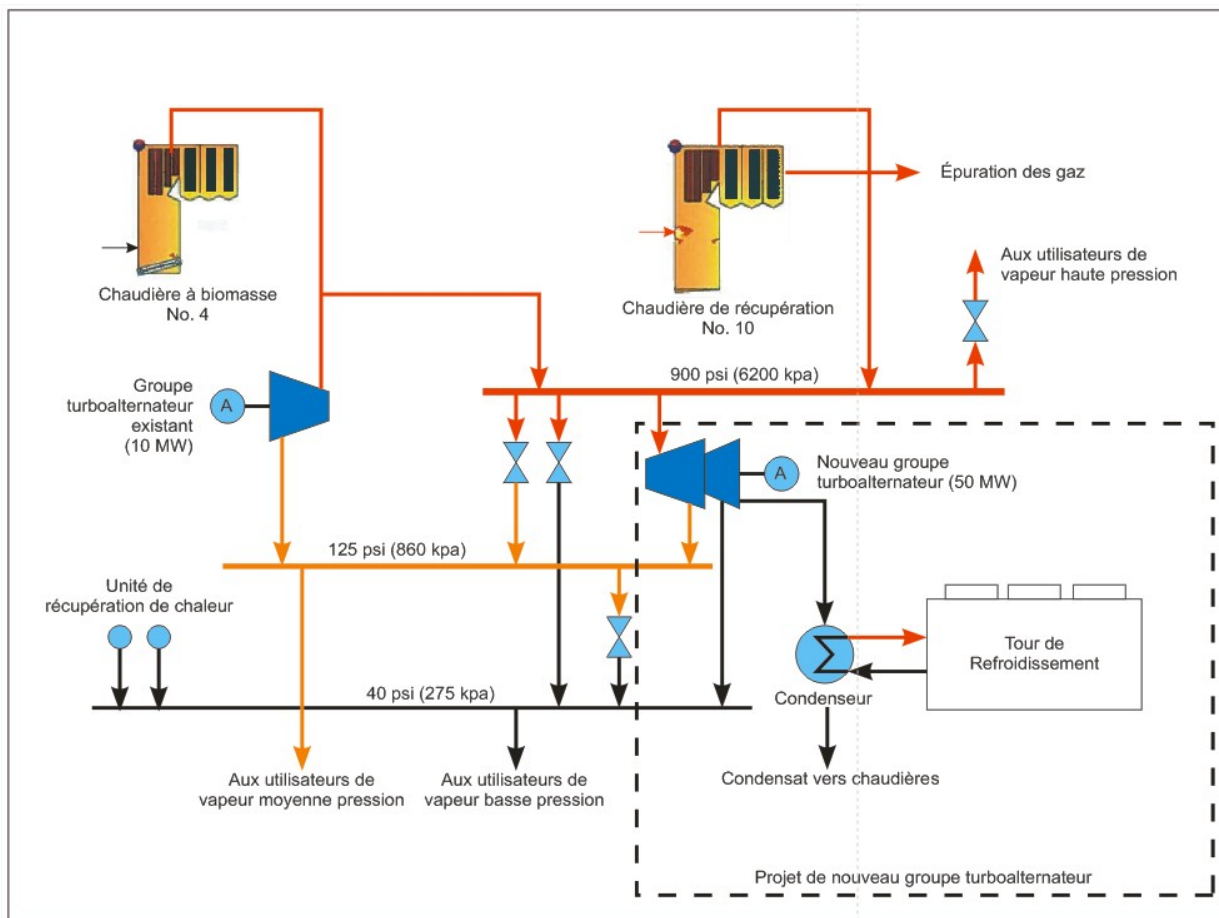 Épuration des gaz
Aux utilisateurs de
vapeur haute pression
Chaudière à biomasse
No. 4
Chaudière de récupération
No. 10
900 psi (6200 kpa)
Groupe
turboalternateur
existant
(10 MW)
A
A
Nouveau groupe
turboalternateur (50 MW)
125 psi (860 kpa)
Unité de
récupération de chaleur
Tour de
Refroidissement
40 psi (275 kpa)
Condenseur
Aux utilisateurs de
vapeur moyenne pression
Aux utilisateurs de
vapeur basse pression
Condensat vers chaudières
Projet de nouveau groupe turboalternateur